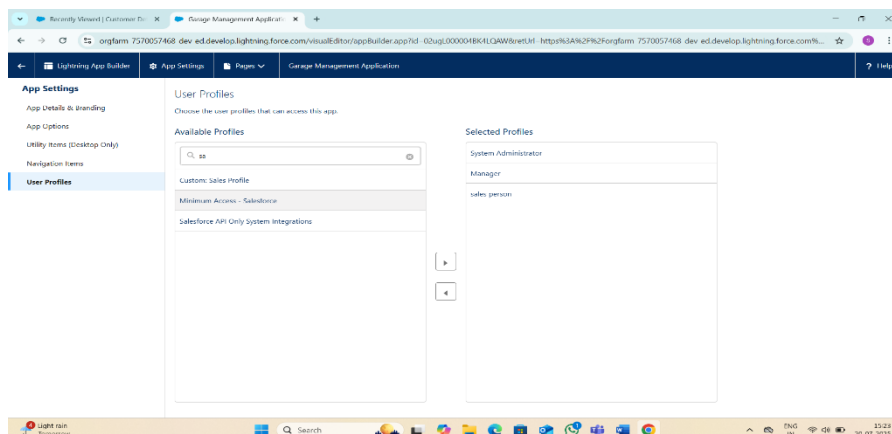 Recently Viewed | Customer De
Garage Management Applicati
orgfarm-7570057468-dev-ed.develop.lightning.force.com/visualEditor/appBuilder.app?id=02ugL000004BK4LQAW&retUrl=https%3A%2F%2Forgfarm-7570057468-dev-ed.develop.lightning.force.com%...
Lightning App Builder
App Settings
Pages
Garage Management Application
? Help
App Settings
App Details & Branding
App Options
Utility Items (Desktop Only)
Navigation Items
User Profiles
User Profiles
Choose the user profiles that can access this app.
Available Profiles
Custom: Sales Profile
Minimum Access - Salesforce
Salesforce API Only System Integrations
Selected Profiles
System Administrator
Manager
sales person
Light rain
Tomorrow
Search
ENG
IN